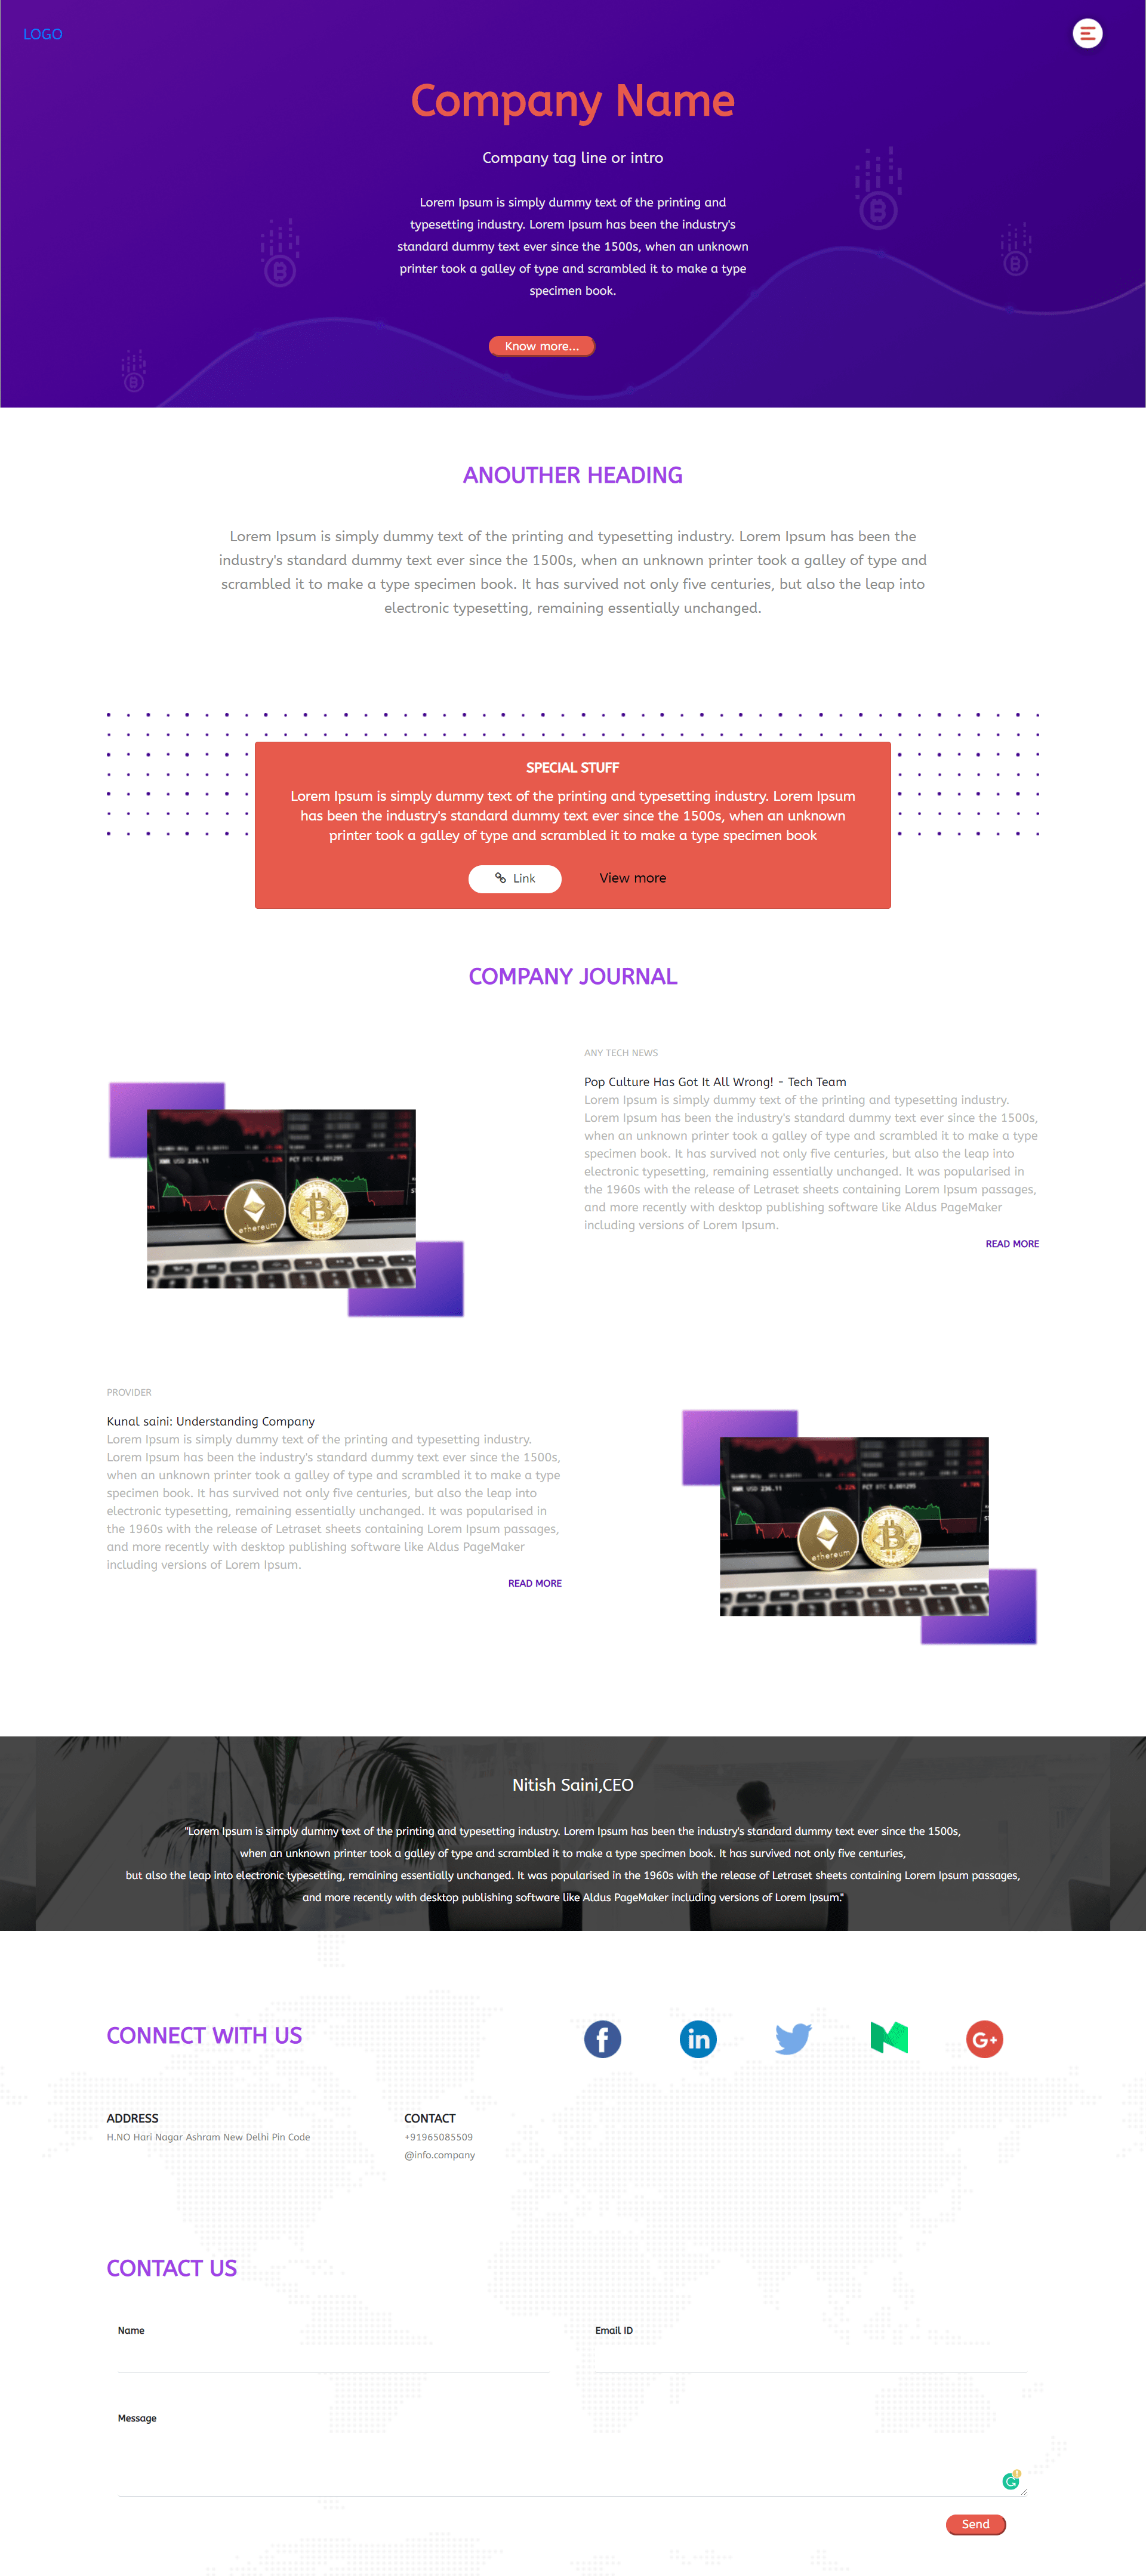 LOGO
Company Name
Company tag line or intro
Lorem Ipsum is simply dummy text of the printing and
typesetting industry. Lorem Ipsum has been the industry's
standard dummy text ever since the 1500s, when an unknown
printer took a galley of type and scrambled it to make a type
specimen book.
Know more...
ANOUTHER HEADING
Lorem Ipsum is simply dummy text of the printing and typesetting industry. Lorem Ipsum has been the
industry's standard dummy text ever since the 1500s, when an unknown printer took a galley of type and
scrambled it to make a type specimen book. It has survived not only five centuries, but also the leap into
electronic typesetting, remaining essentially unchanged.
SPECIAL STUFF
Lorem Ipsum is simply dummy text of the printing and typesetting industry. Lorem Ipsum
has been the industry's standard dummy text ever since the 1500s, when an unknown
printer took a galley of type and scrambled it to make a type specimen book
Link
View more
COMPANY JOURNAL
ethereum
ANY TECH NEWS
Pop Culture Has Got It All Wrong! - Tech Team
Lorem Ipsum is simply dummy text of the printing and typesetting industry.
Lorem Ipsum has been the industry's standard dummy text ever since the 1500s,
when an unknown printer took a galley of type and scrambled it to make a type
specimen book. It has survived not only five centuries, but also the leap into
electronic typesetting, remaining essentially unchanged. It was popularised in
the 1960s with the release of Letraset sheets containing Lorem Ipsum passages,
and more recently with desktop publishing software like Aldus PageMaker
including versions of Lorem Ipsum.
READ MORE
PROVIDER
Kunal saini: Understanding Company
Lorem Ipsum is simply dummy text of the printing and typesetting industry.
Lorem Ipsum has been the industry's standard dummy text ever since the 1500s,
when an unknown printer took a galley of type and scrambled it to make a type
specimen book. It has survived not only five centuries, but also the leap into
electronic typesetting, remaining essentially unchanged. It was popularised in
the 1960s with the release of Letraset sheets containing Lorem Ipsum passages,
and more recently with desktop publishing software like Aldus PageMaker
including versions of Lorem Ipsum.
READ MORE
ethereum
Nitish Saini,CEO
"Lorem Ipsum is simply dummy text of the printing and typesetting industry. Lorem Ipsum has been the industry's standard dummy text ever since the 1500s,
when an unknown printer took a galley of type and scrambled it to make a type specimen book. It has survived not only five centuries,
but also the leap into electronic typesetting, remaining essentially unchanged. It was popularised in the 1960s with the release of Letraset sheets containing Lorem Ipsum passages,
and more recently with desktop publishing software like Aldus PageMaker including versions of Lorem Ipsum."
CONNECT WITH US
f
in
G+
ADDRESS
H.NO Hari Nagar Ashram New Delhi Pin Code
CONTACT
+91965085509
@info.company
CONTACT US
Name
Email ID
Message
Send